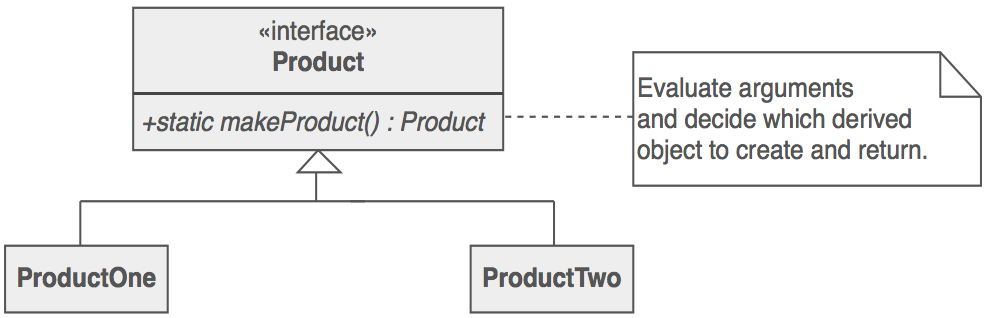 «interface»
Product
+static makeProduct() : Product
Evaluate arguments
and decide which derived
object to create and return.
ProductOne
ProductTwo